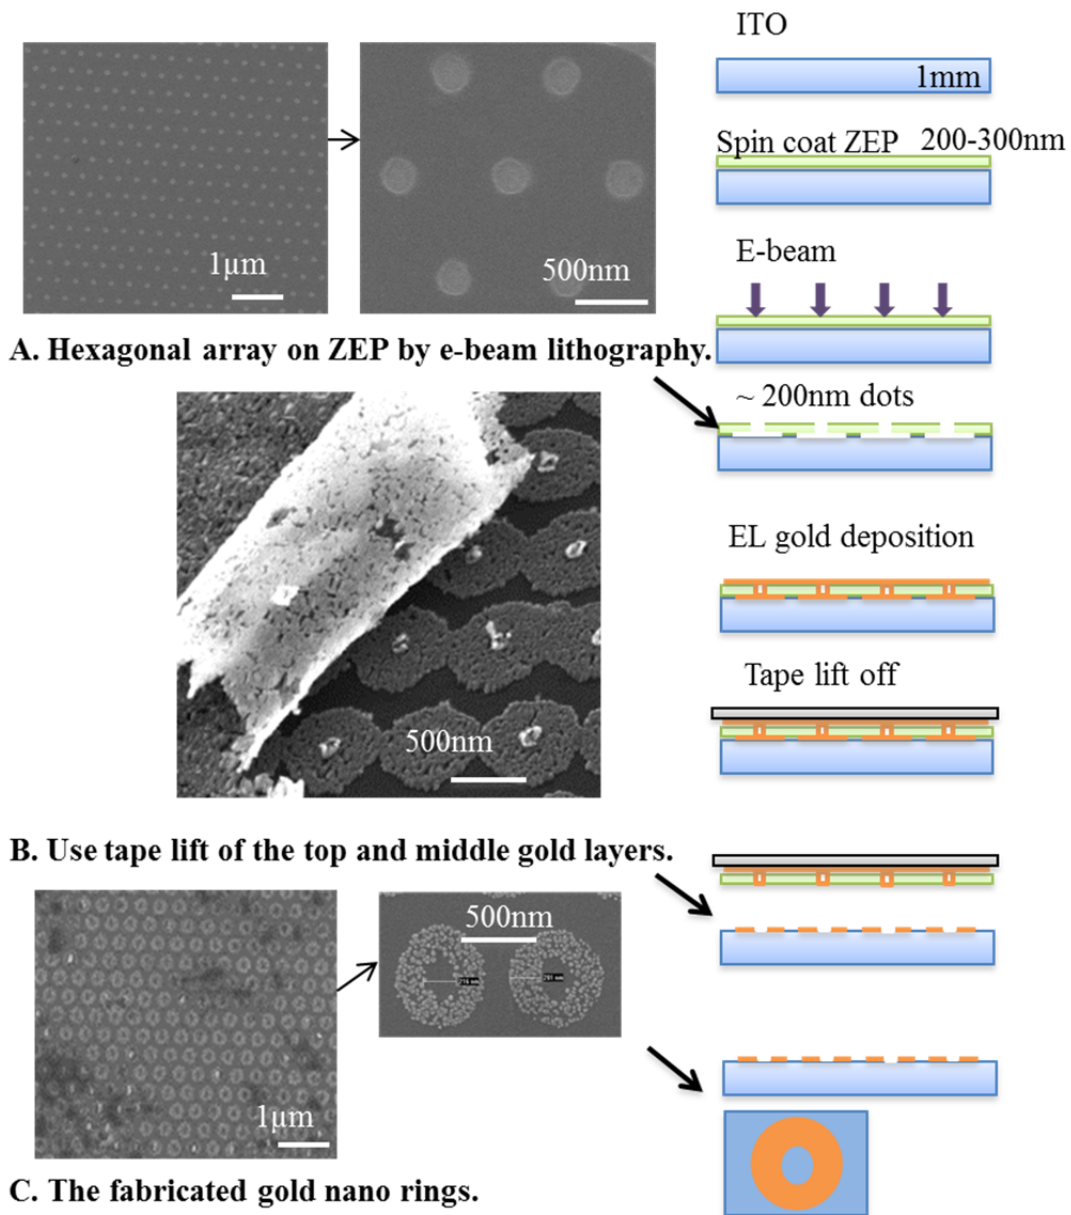 ITO
1mm
Spin coat ZEP 200-300nm
1μm
500nm
E-beam
A. Hexagonal array on ZEP by e-beam lithography.
~ 200nm dots
EL gold deposition
Tape lift off
500nm
B. Use tape lift of the top and middle gold layers.
500nm
1μm
C. The fabricated gold nano rings.